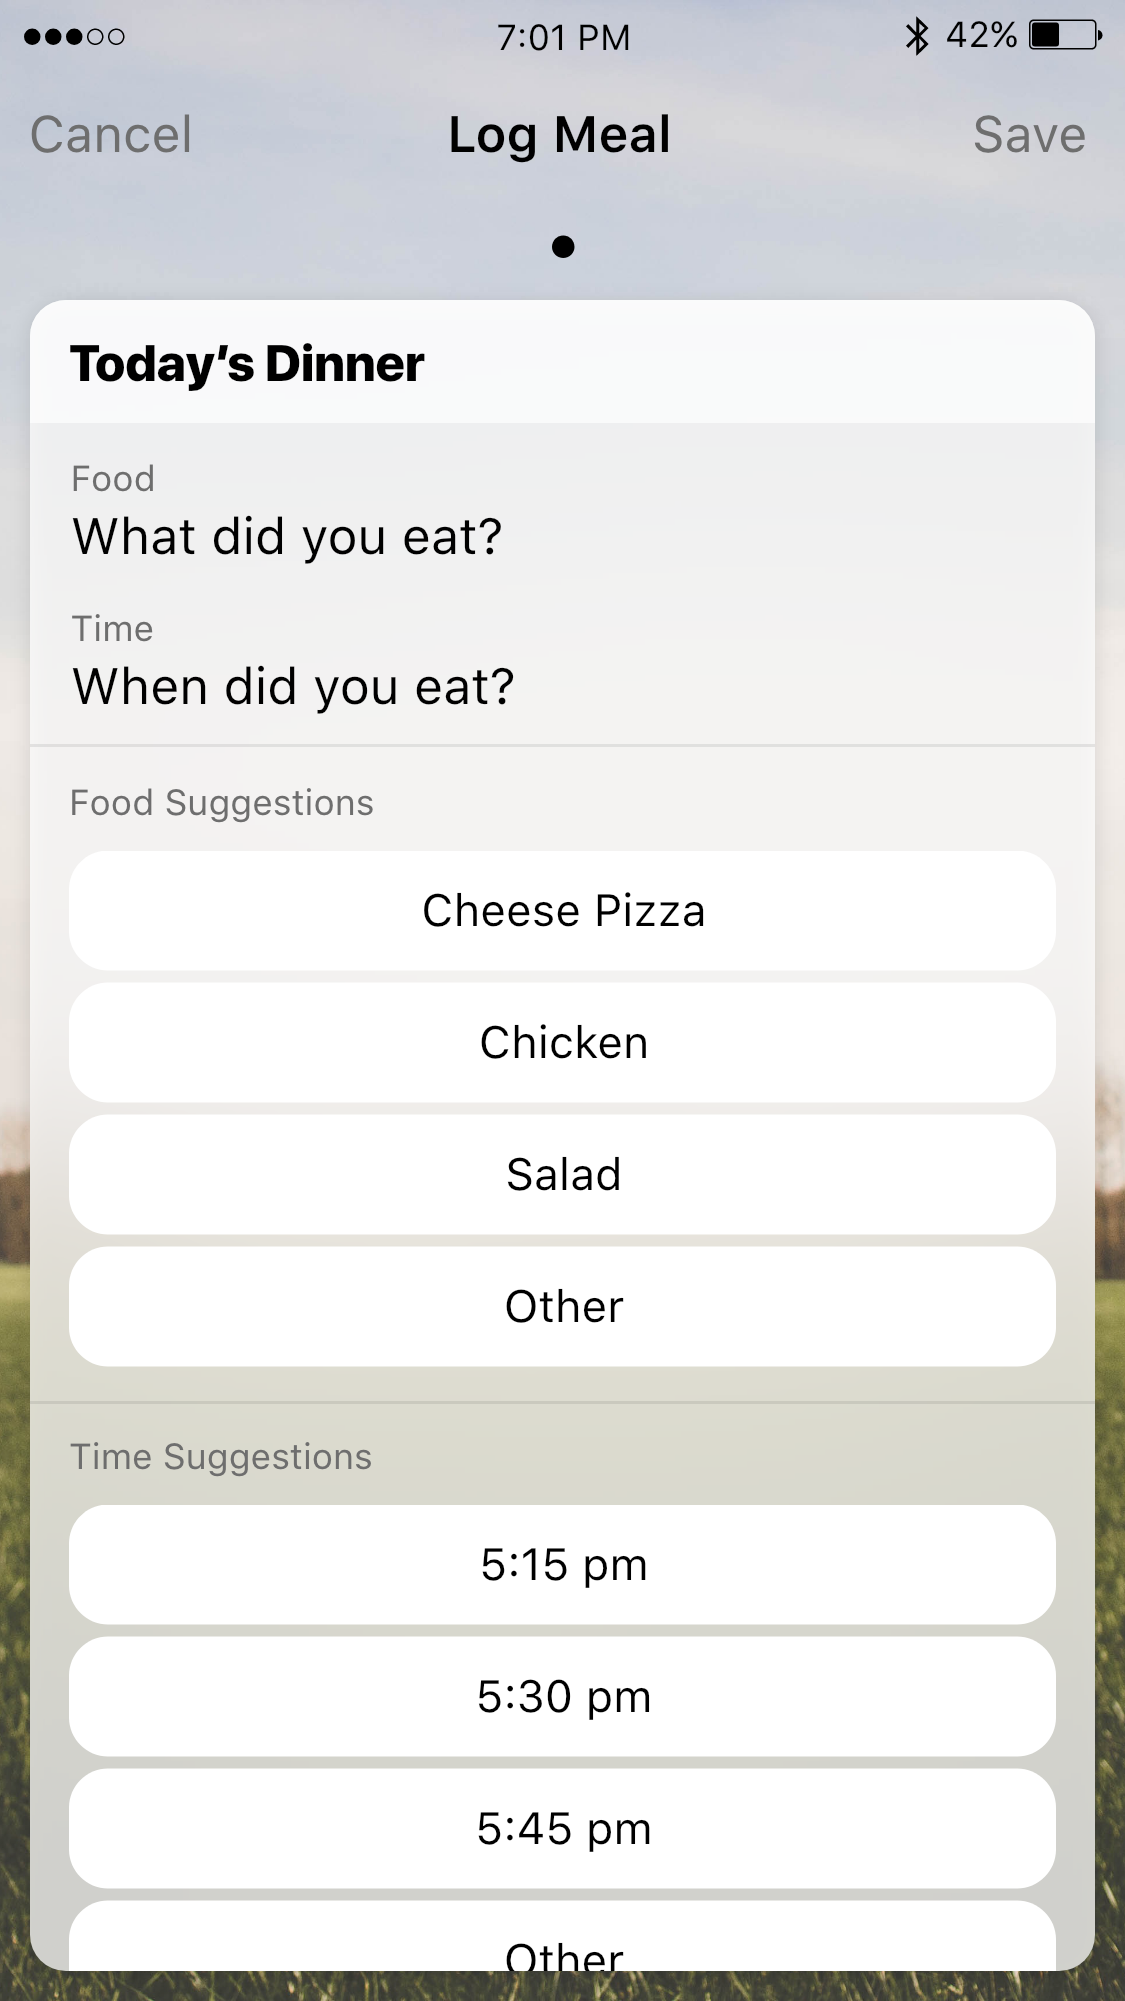 7:01 PM 42%
Cancel Log Meal Save
Today's Dinner
Food
What did you eat?
Time
When did you eat?
Food Suggestions
Cheese Pizza
Chicken
Salad
Other
Time Suggestions
5:15 pm
5:30 pm
5:45 pm
Other